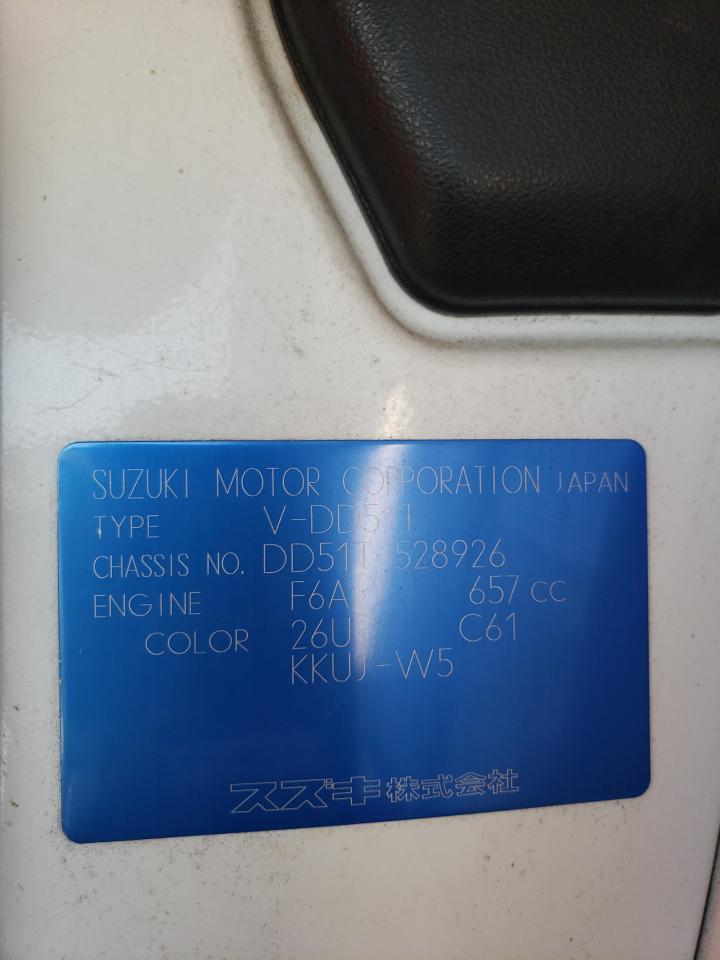 SUZUKI MOTOR CORPORATION JAPAN
TYPE V-DD51T
CHASSIS NO. DD51T-528926
ENGINE F6A 657 CC
COLOR 26U C61
KKUJ-W5
スズキ株式会社